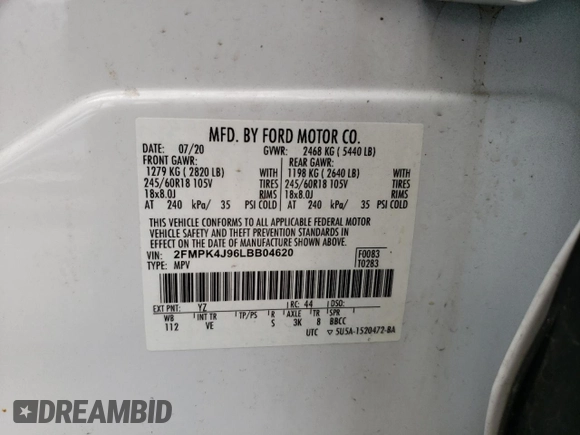 MFD. BY FORD MOTOR CO.
DATE: 07/20 GVWR: 2468 KG ( 5440 LB)
FRONT GAWR: REAR GAWR:
1279 KG ( 2820 LB) 1198 KG ( 2640 LB)
245/60R18 105V TIRES 245/60R18 105V TIRES
18x8.0J RIMS 18x8.0J RIMS
AT 240 kPa/ 35 PSI COLD AT 240 kPa/ 35 PSI COLD
THIS VEHICLE CONFORMS TO ALL APPLICABLE FEDERAL MOTOR
VEHICLE SAFETY AND THEFT PREVENTION STANDARDS IN
EFFECT ON THE DATE OF MANUFACTURE SHOWN ABOVE.
VIN: 2FMPK4J96LBB04620 F0083
TYPE: MPV T0283
EXT PNT: YZ RC: 44 DSO:
WB INT TR TP/PS R AXLE TR SPR
112 VE S 3K 8 BBCC
UTC ▽ 5U5A-1520472-BA
DREAMBID